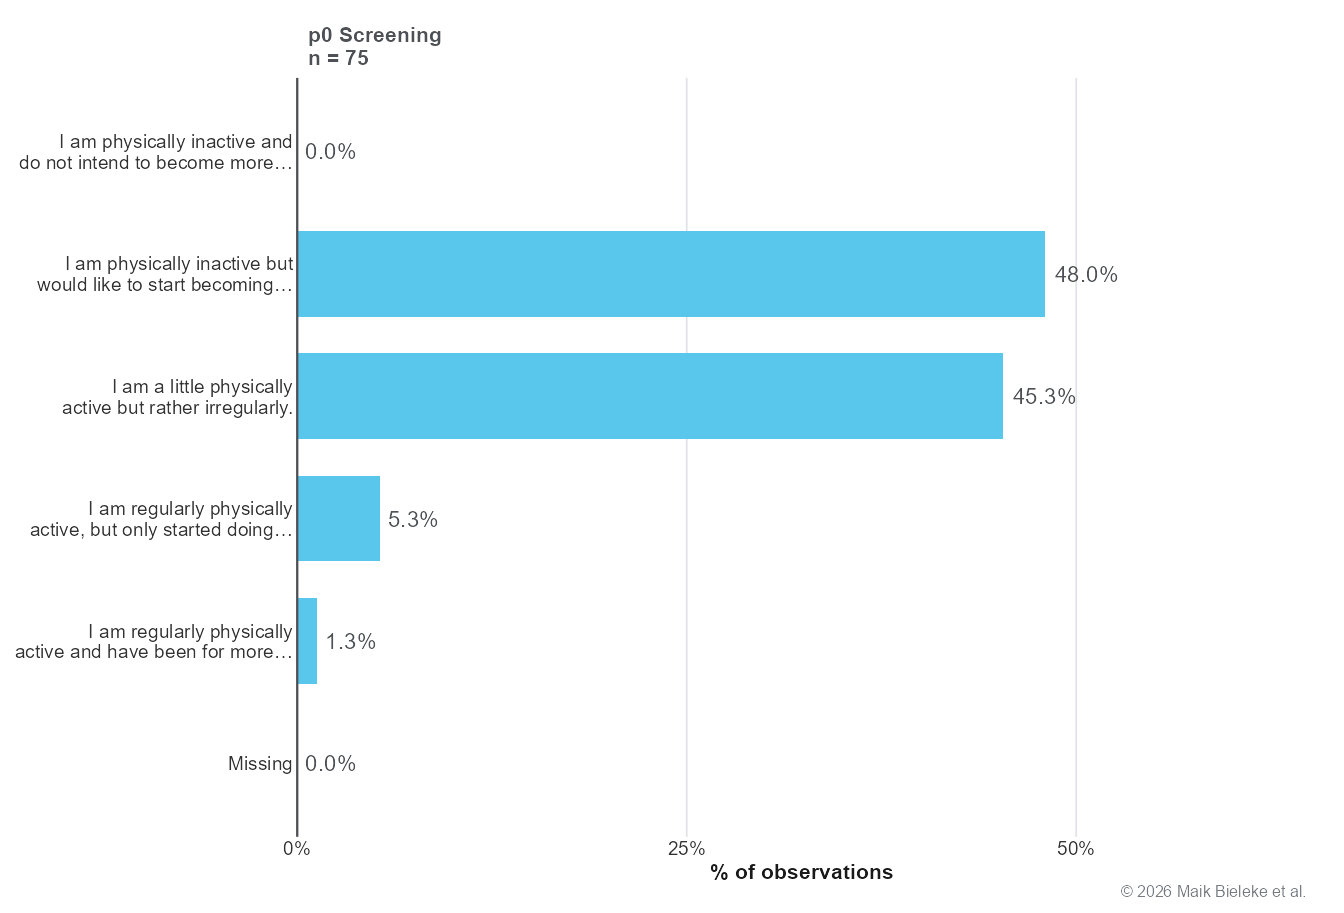 p0 Screening
n = 75
I am physically inactive and
do not intend to become more…
0.0%
I am physically inactive but
would like to start becoming…
48.0%
I am a little physically
active but rather irregularly.
45.3%
I am regularly physically
active, but only started doing…
5.3%
I am regularly physically
active and have been for more…
1.3%
Missing
0.0%
0%
25%
50%
% of observations
© 2026 Maik Bieleke et al.